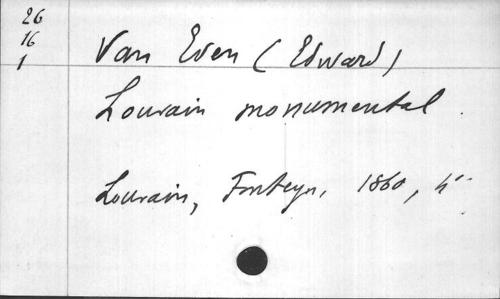 26
16
1
Van Even (Edward)
Louvain monumental.
Louvain, Fonteyn, 1860, 4°